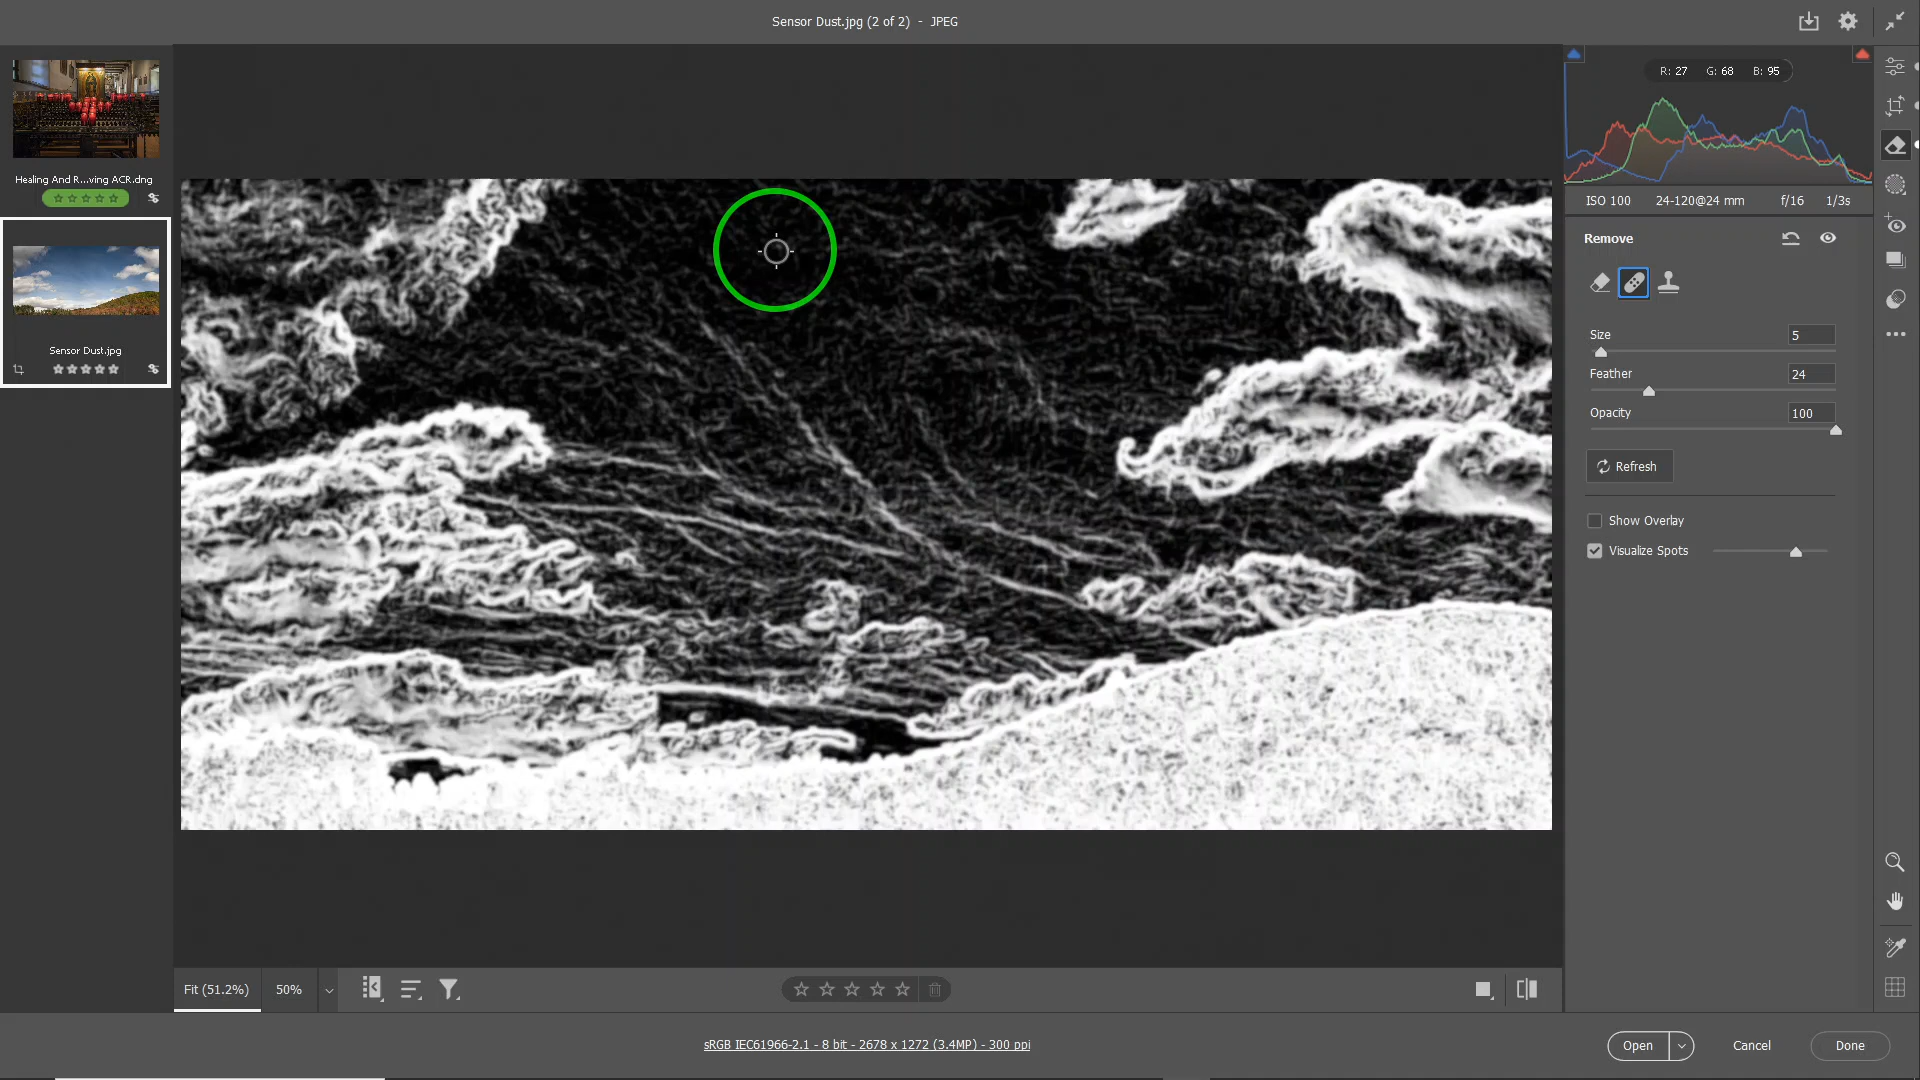 Sensor Dust.jpg (2 of 2) - JPEG
Healing And R...ving ACR.dng
Sensor Dust.jpg
R: 27 G: 68 B: 95
ISO 100 24-120@24 mm f/16 1/3s
Remove
Size 5
Feather 24
Opacity 100
Refresh
Show Overlay
Visualize Spots
Fit (51.2%) 50%
sRGB IEC61966-2.1 - 8 bit - 2678 x 1272 (3.4MP) - 300 ppi
Open Cancel Done